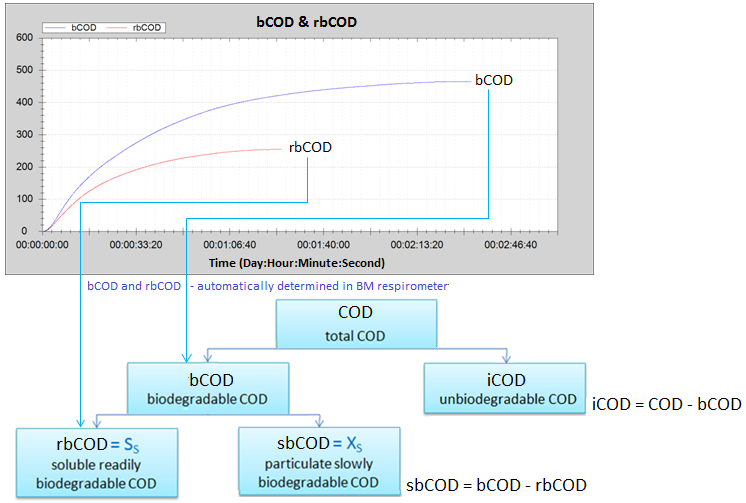 bCOD & rbCOD
bCOD rbCOD
600
500
400
300
200
100
0
bCOD
rbCOD
00:00:00:00 00:00:33:20 00:01:06:40 00:01:40:00 00:02:13:20 00:02:46:40
Time (Day:Hour:Minute:Second)
bCOD and rbCOD - automatically determined in BM respirometer
COD
total COD
bCOD
biodegradable COD
iCOD
unbiodegradable COD
iCOD = COD - bCOD
rbCOD = SS
soluble readily
biodegradable COD
sbCOD = XS
particulate slowly
biodegradable COD
sbCOD = bCOD - rbCOD